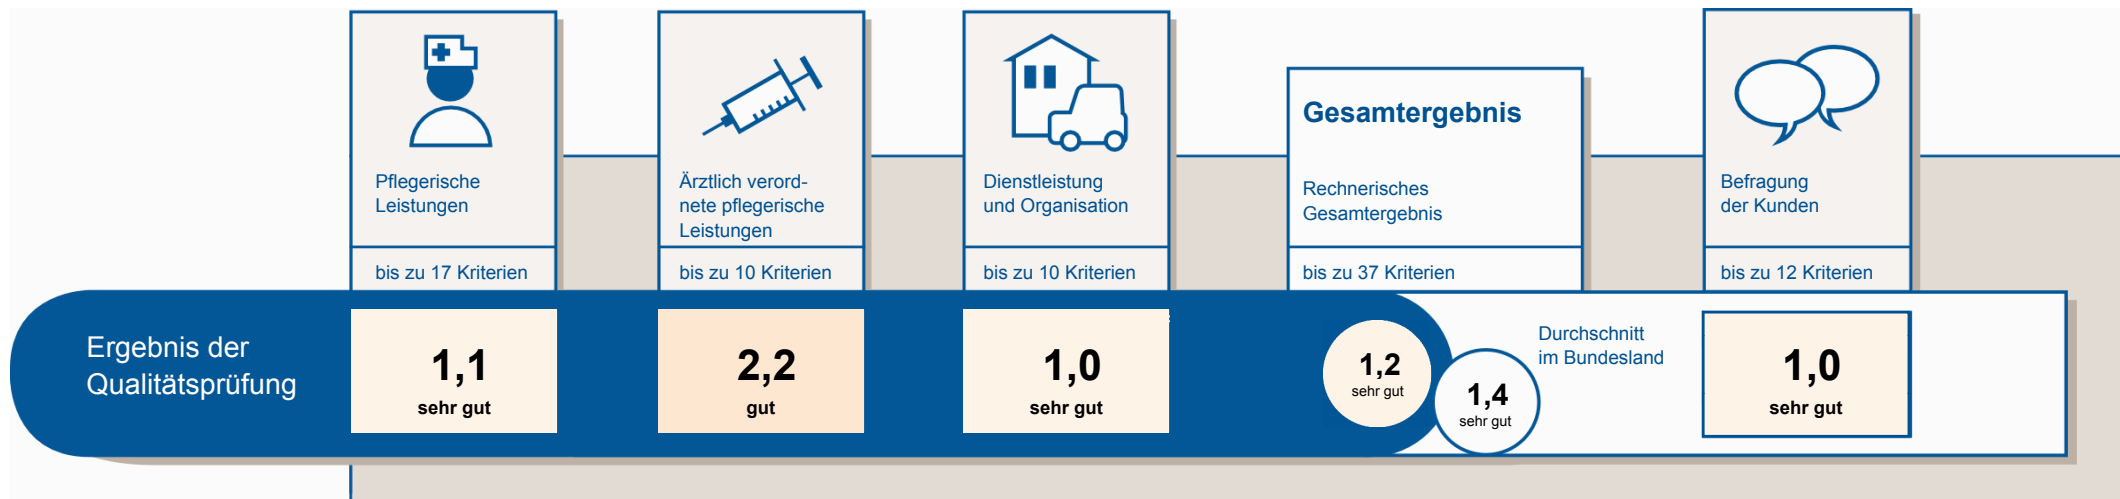 Pflegerische
Leistungen
bis zu 17 Kriterien
Ärztlich verord-
nete pflegerische
Leistungen
bis zu 10 Kriterien
Dienstleistung
und Organisation
bis zu 10 Kriterien
Gesamtergebnis
Rechnerisches
Gesamtergebnis
bis zu 37 Kriterien
Befragung
der Kunden
bis zu 12 Kriterien
Ergebnis der
Qualitätsprüfung
1,1
sehr gut
2,2
gut
1,0
sehr gut
1,2
sehr gut
1,4
sehr gut
Durchschnitt
im Bundesland
1,0
sehr gut